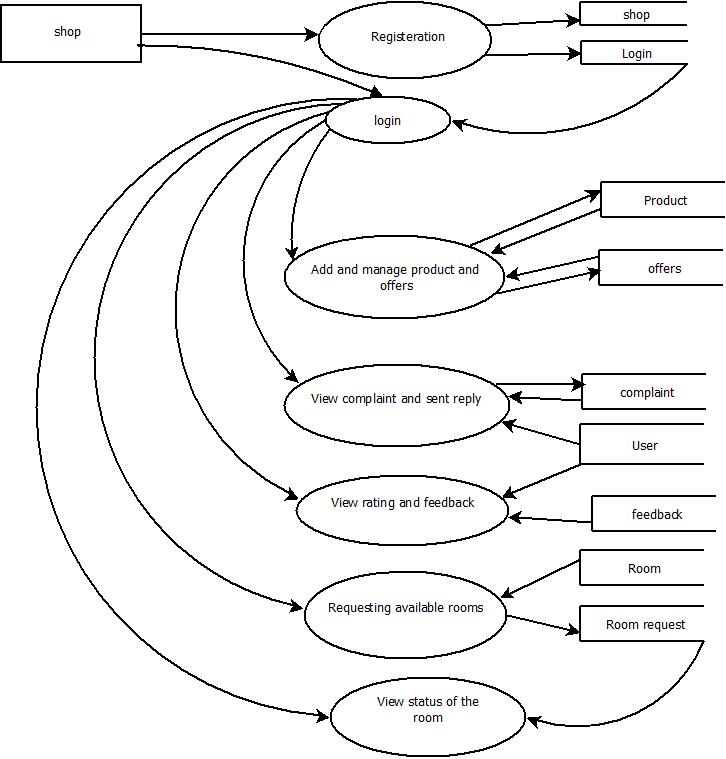 shop
Registeration
shop
Login
login
Product
Add and manage product and
offers
offers
complaint
View complaint and sent reply
User
View rating and feedback
feedback
Room
Requesting available rooms
Room request
View status of the
room